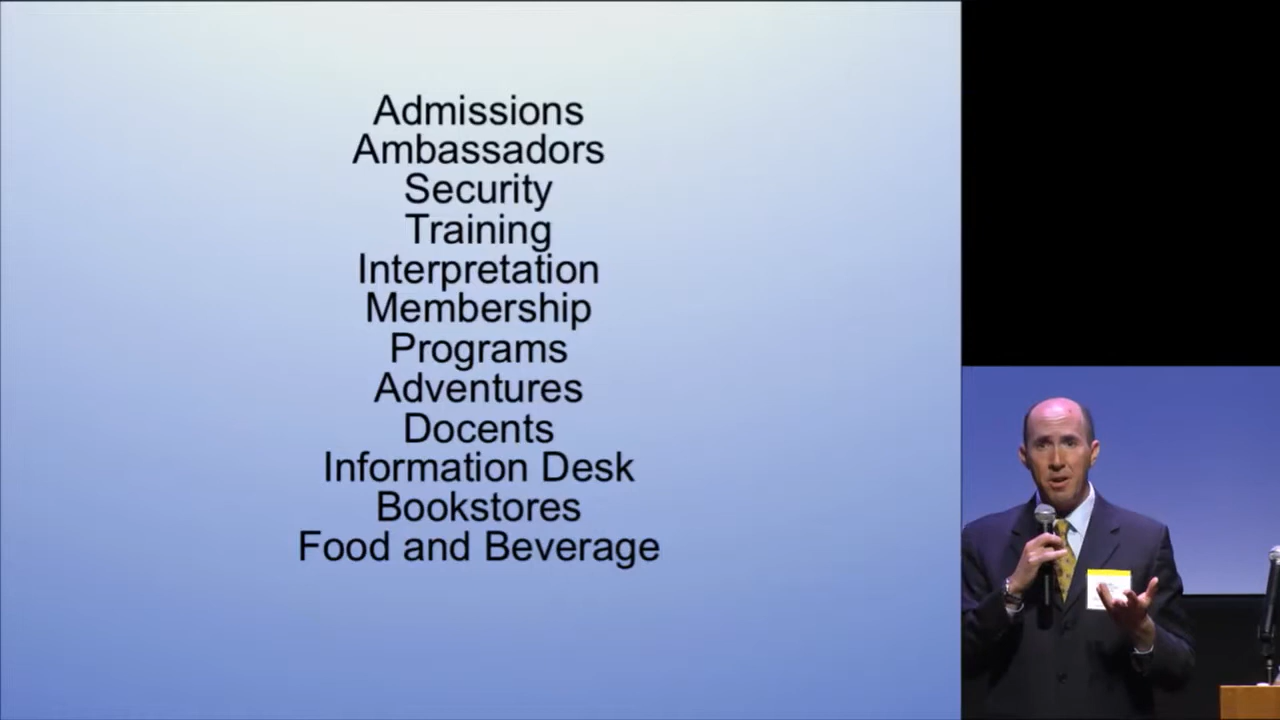 Admissions
Ambassadors
Security
Training
Interpretation
Membership
Programs
Adventures
Docents
Information Desk
Bookstores
Food and Beverage